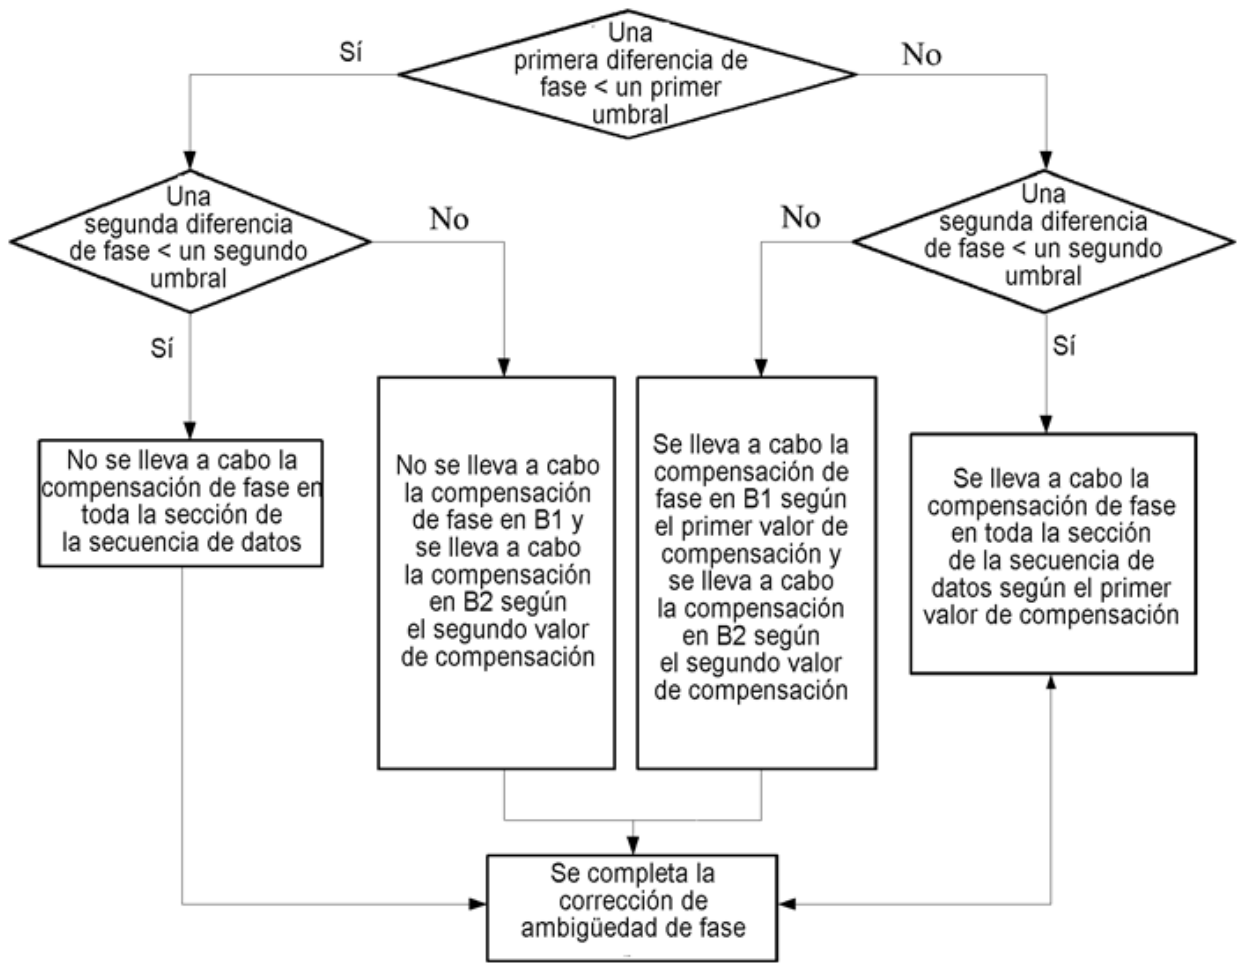 Una
primera diferencia de
fase < un primer
umbral
Sí
No
Una
segunda diferencia
de fase < un segundo
umbral
No
Sí
No
Una
segunda diferencia
de fase < un segundo
umbral
Sí
No se lleva a cabo la
compensación de fase en
toda la sección de
la secuencia de datos
No se lleva a cabo
la compensación
de fase en B1 y
se lleva a cabo
la compensación
en B2 según
el segundo valor
de compensación
Se lleva a cabo la
compensación de
fase en B1 según
el primer valor de
compensación y
se lleva a cabo
la compensación
en B2 según
el segundo valor
de compensación
Se lleva a cabo la
compensación de fase
en toda la sección
de la secuencia de
datos según el primer
valor de compensación
Se completa la
corrección de
ambigüedad de fase